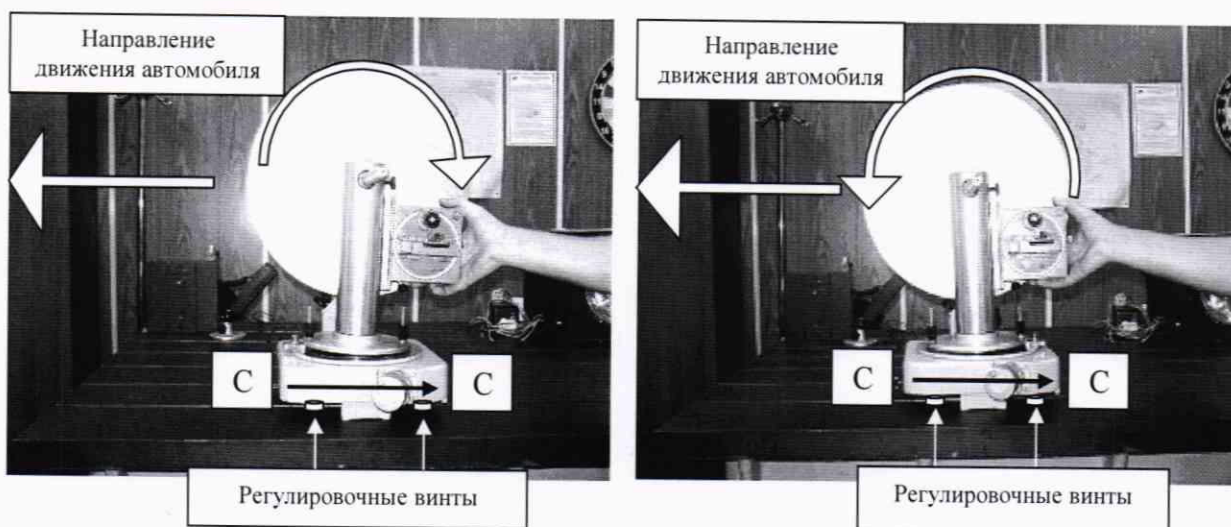 Направление
движения автомобиля
С
С
Регулировочные винты
Направление
движения автомобиля
С
С
Регулировочные винты